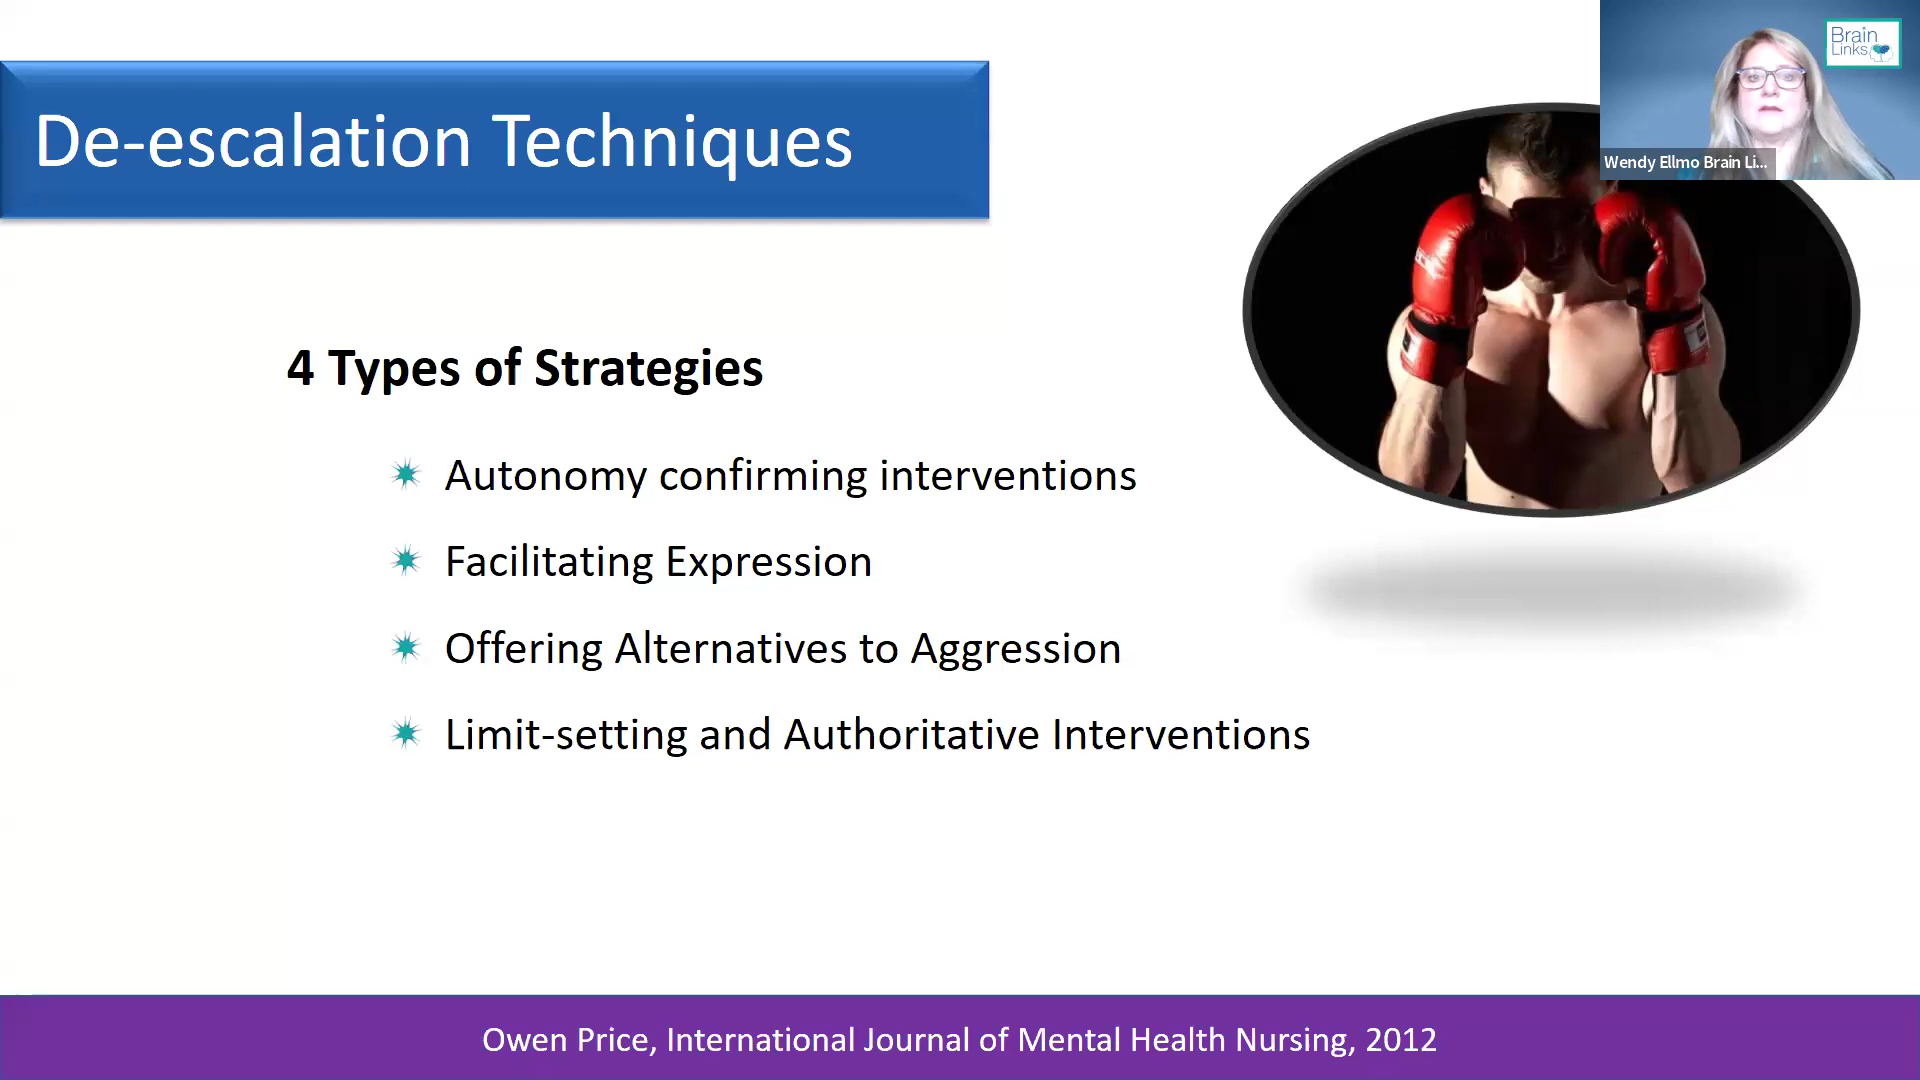 De-escalation Techniques
Brain
Links
Wendy Ellmo Brain Li...
4 Types of Strategies
Autonomy confirming interventions
Facilitating Expression
Offering Alternatives to Aggression
Limit-setting and Authoritative Interventions
Owen Price, International Journal of Mental Health Nursing, 2012